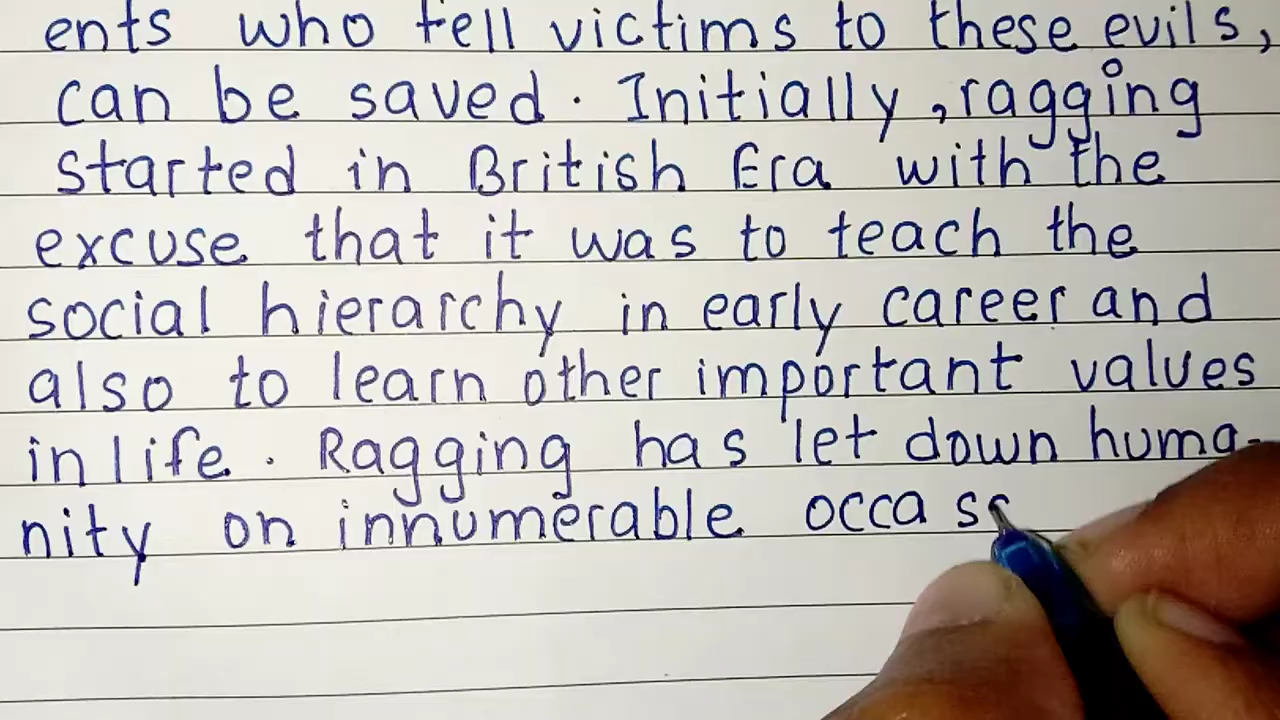 ents who fell victims to these evils,
can be saved. Initially, ragging
started in British Era with the
excuse that it was to teach the
social hierarchy in early career and
also to learn other important values
in life. Ragging has let down huma-
nity on innumerable occass